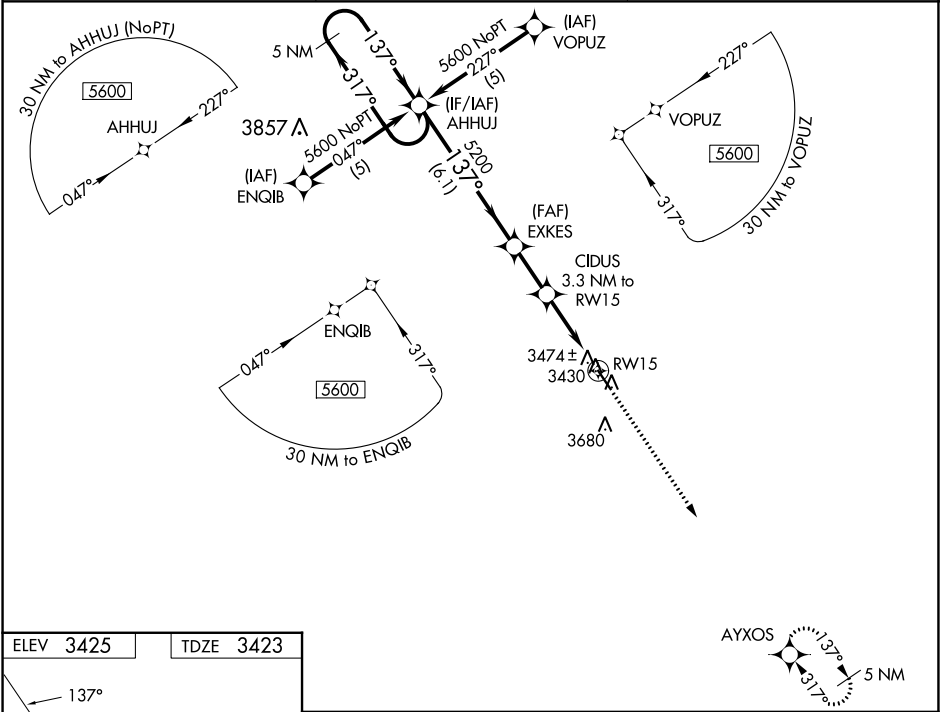 30 NM to AHHUJ (NoPT)
5600
AHHUJ
227°
047°
5 NM
137°
317°
5600 NoPT
227°
(5)
(IAF)
VOPUZ
(IF/IAF)
AHHUJ
3857
5600 NoPT
047°
(5)
(IAF)
ENQIB
5200
137°
(6.1)
227°
VOPUZ
5600
317°
30 NM to VOPUZ
(FAF)
EXKES
CIDUS
3.3 NM to
RW15
ENQIB
047°
317°
5600
30 NM to ENQIB
3474±
3430
RW15
3680
AYXOS
137°
317°
5 NM
ELEV 3425
TDZE 3423
137°